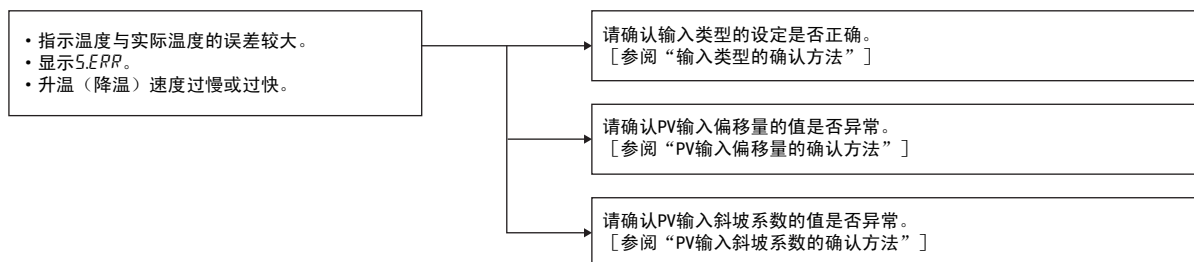 ・指示温度与实际温度的误差较大。
・显示S.ERR。
・升温（降温）速度过慢或过快。
请确认输入类型的设定是否正确。
［参阅“输入类型的确认方法”］
请确认PV输入偏移量的值是否异常。
［参阅“PV输入偏移量的确认方法”］
请确认PV输入斜坡系数的值是否异常。
［参阅“PV输入斜坡系数的确认方法”］